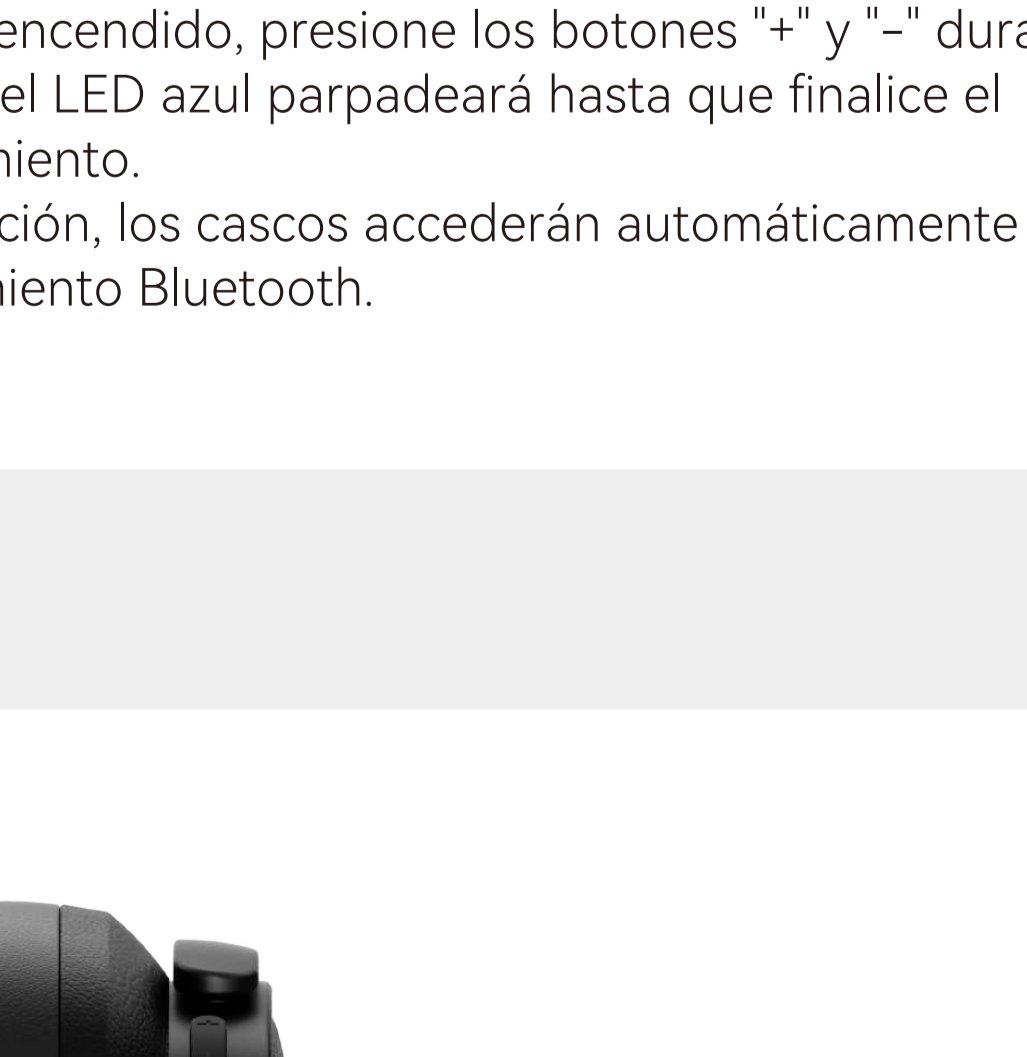 encendido, presione los botones "+" y "-" dura
el LED azul parpadeará hasta que finalice el
miento.
ción, los cascos accederán automáticamente
miento Bluetooth.